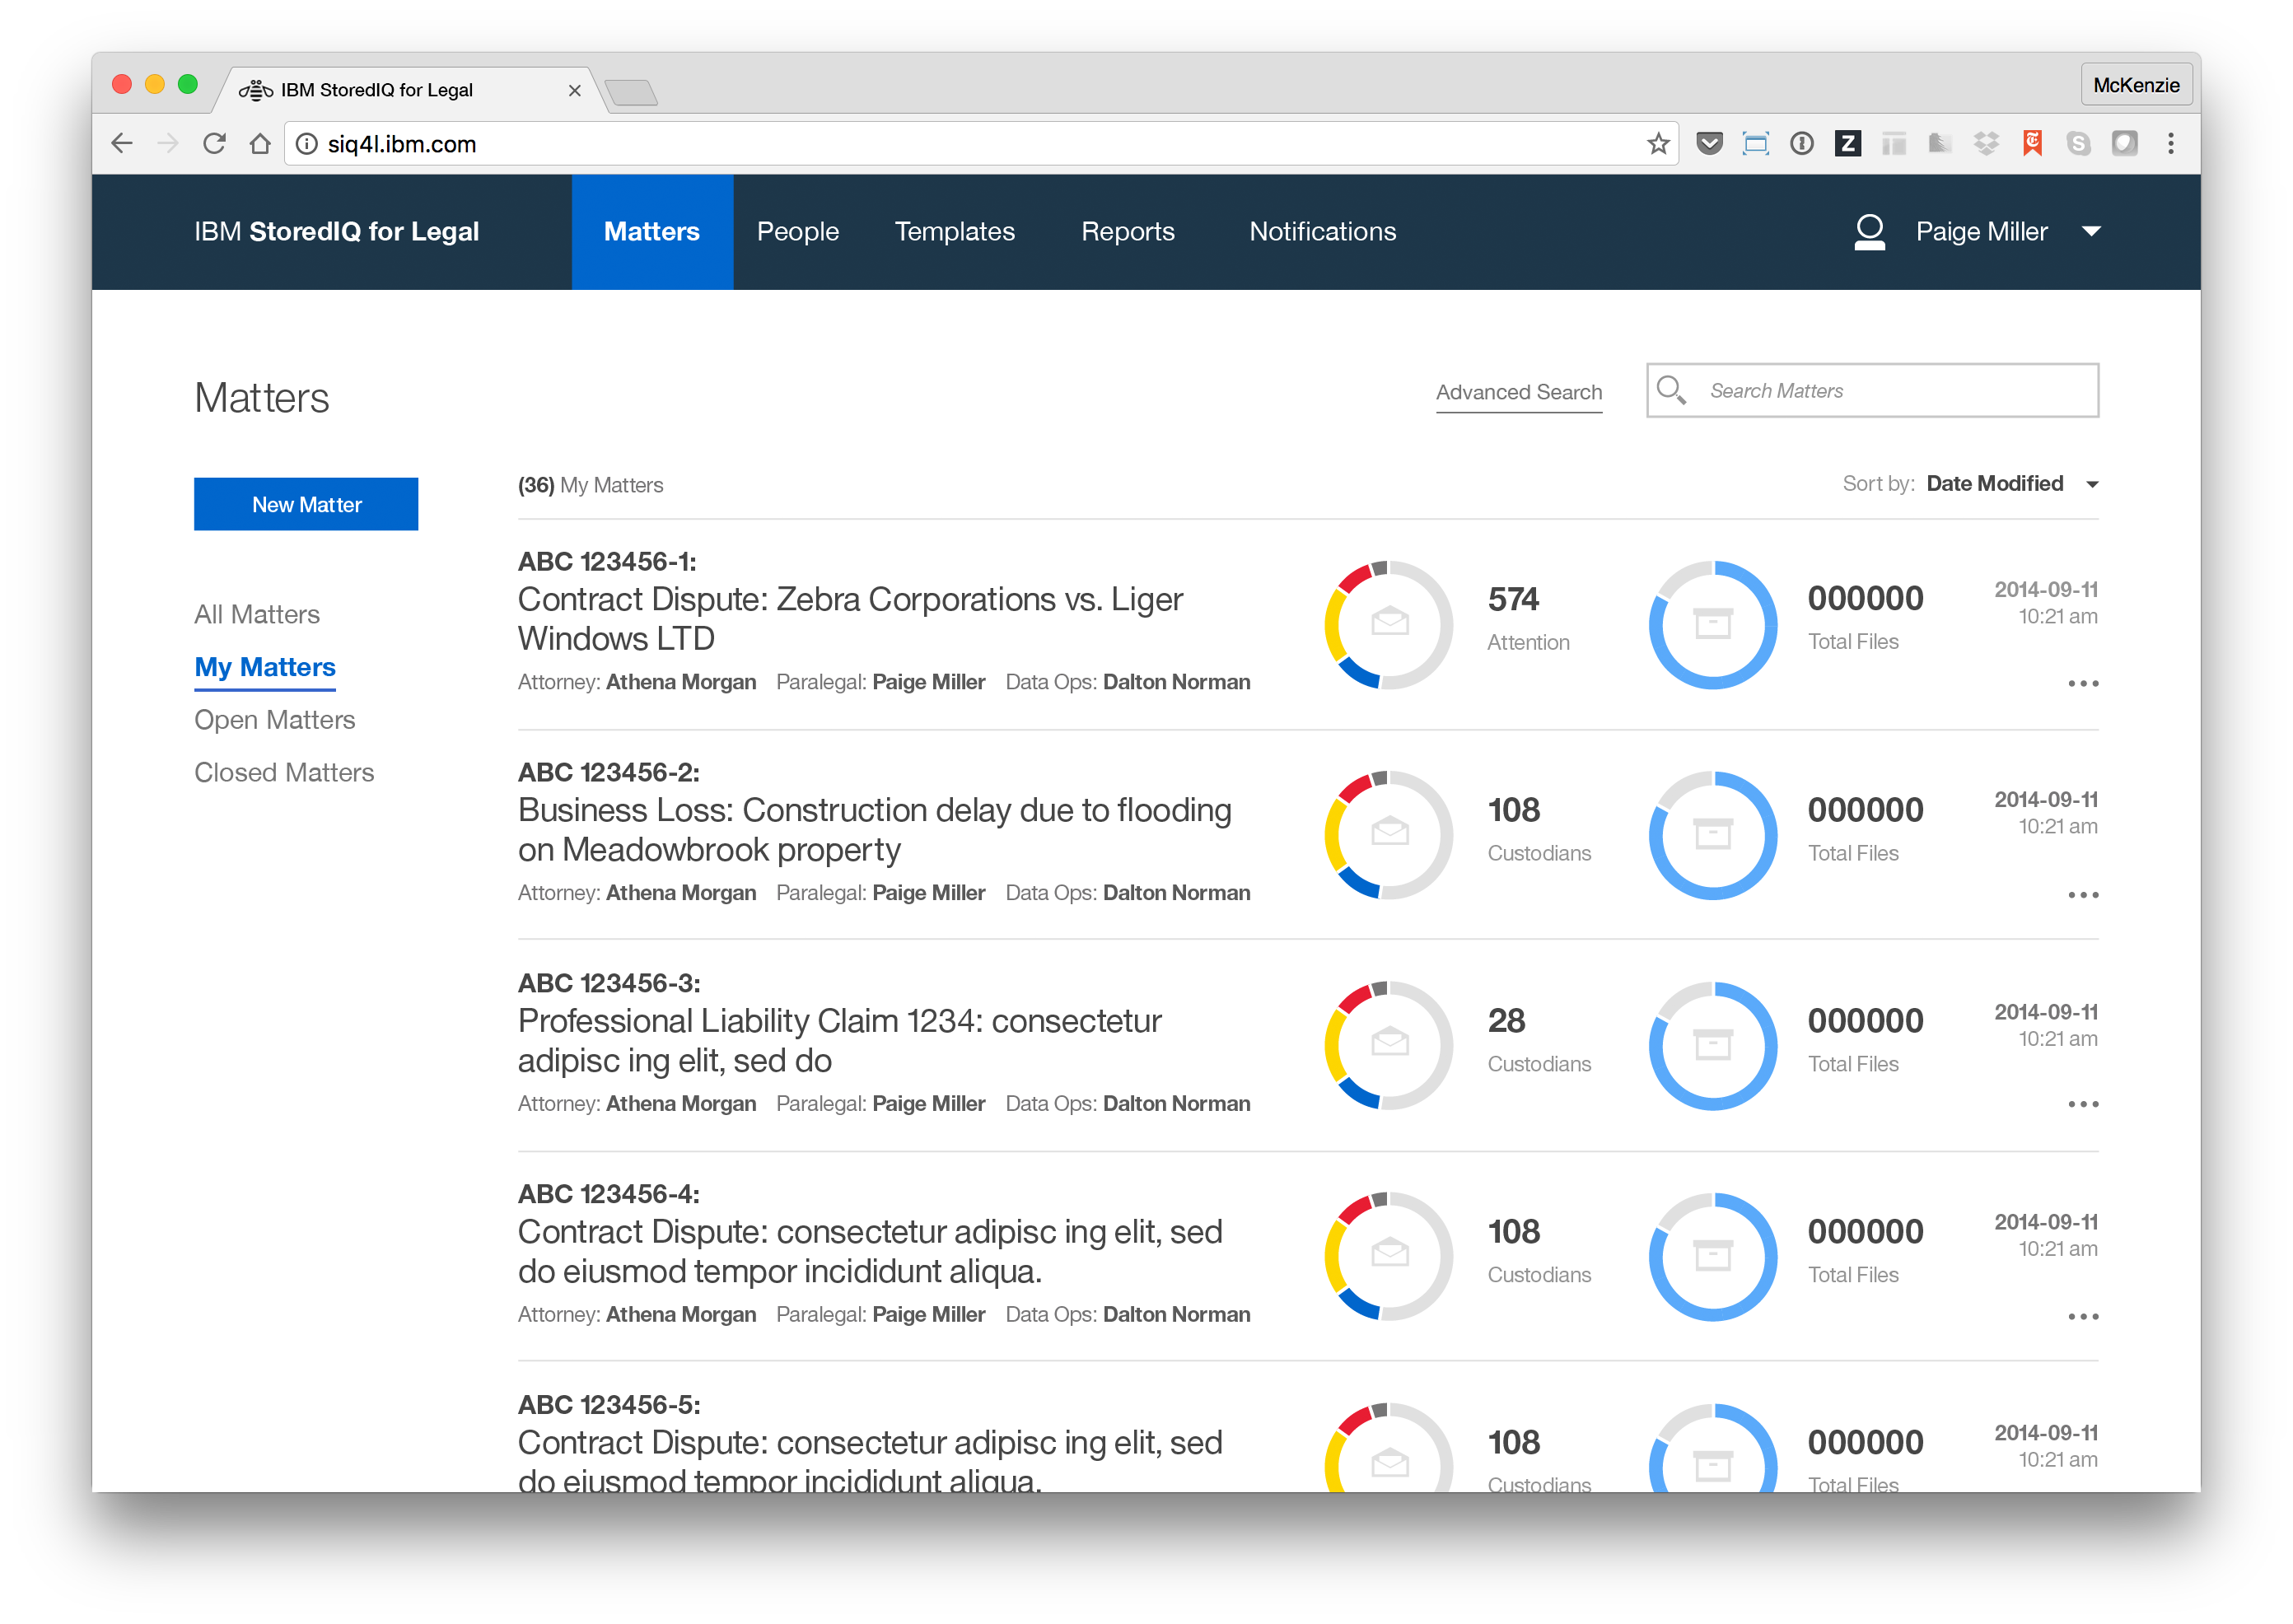 IBM StoredIQ for Legal
McKenzie
siq4l.ibm.com
IBM StoredIQ for Legal
Matters
People
Templates
Reports
Notifications
Paige Miller
Matters
Advanced Search
Search Matters
New Matter
All Matters
My Matters
Open Matters
Closed Matters
(36) My Matters
Sort by: Date Modified
ABC 123456-1:
Contract Dispute: Zebra Corporations vs. Liger
Windows LTD
Attorney: Athena Morgan Paralegal: Paige Miller Data Ops: Dalton Norman
574
Attention
000000
Total Files
2014-09-11
10:21 am
ABC 123456-2:
Business Loss: Construction delay due to flooding
on Meadowbrook property
Attorney: Athena Morgan Paralegal: Paige Miller Data Ops: Dalton Norman
108
Custodians
000000
Total Files
2014-09-11
10:21 am
ABC 123456-3:
Professional Liability Claim 1234: consectetur
adipisc ing elit, sed do
Attorney: Athena Morgan Paralegal: Paige Miller Data Ops: Dalton Norman
28
Custodians
000000
Total Files
2014-09-11
10:21 am
ABC 123456-4:
Contract Dispute: consectetur adipisc ing elit, sed
do eiusmod tempor incididunt aliqua.
Attorney: Athena Morgan Paralegal: Paige Miller Data Ops: Dalton Norman
108
Custodians
000000
Total Files
2014-09-11
10:21 am
ABC 123456-5:
Contract Dispute: consectetur adipisc ing elit, sed
do eiusmod tempor incididunt aliqua.
108
Custodians
000000
Total Files
2014-09-11
10:21 am